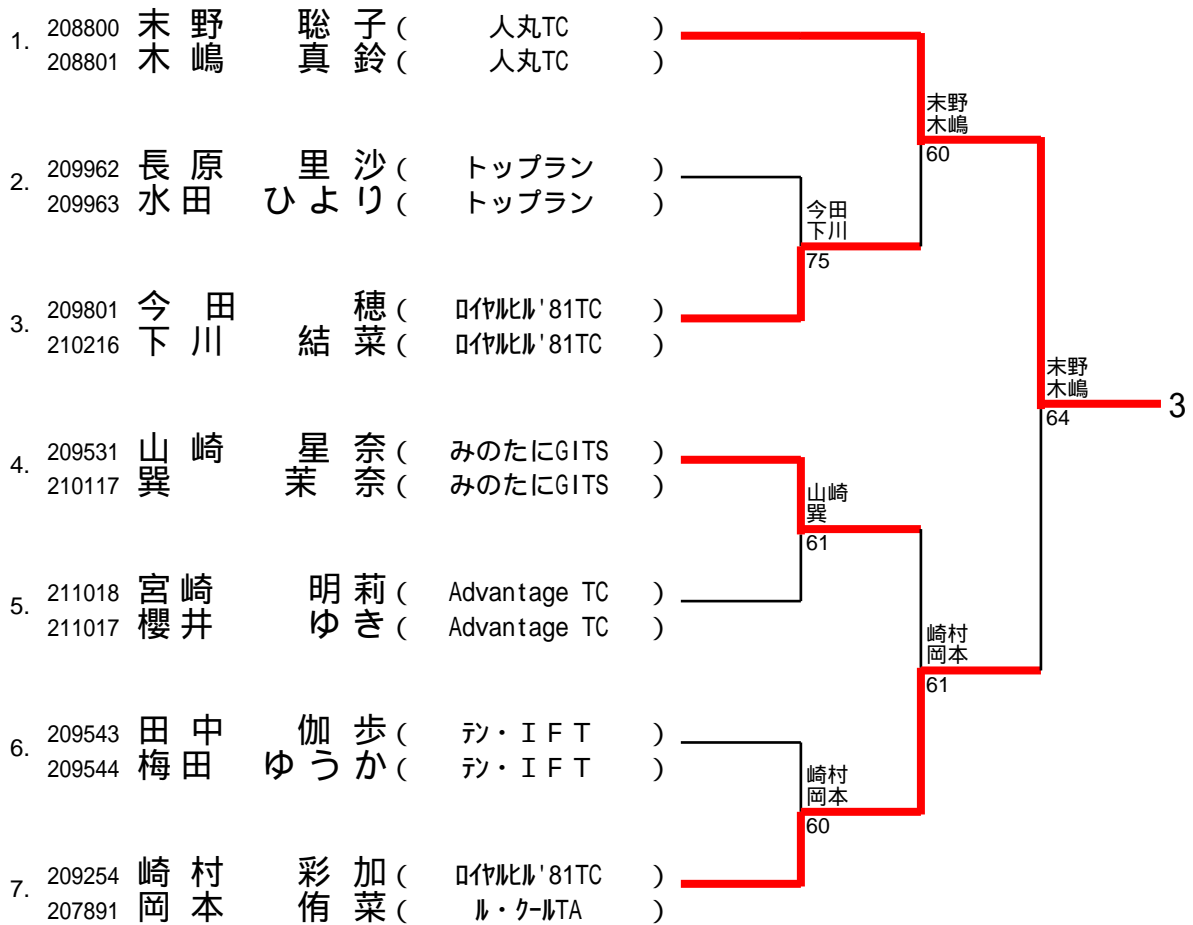 1. 208800 末野 聡子 ( 人丸TC )
208801 木嶋 真鈴 ( 人丸TC )
末野
木嶋
60
2. 209962 長原 里沙 ( トップラン )
209963 水田 ひより ( トップラン )
今田
下川
75
3. 209801 今田 穂 ( ﾛｲﾔﾙﾋﾙ'81TC )
210216 下川 結菜 ( ﾛｲﾔﾙﾋﾙ'81TC )
末野
木嶋
64
3
4. 209531 山崎 星奈 ( みのたにGITS )
210117 巽 茉奈 ( みのたにGITS )
山崎
巽
61
5. 211018 宮崎 明莉 ( Advantage TC )
211017 櫻井 ゆき ( Advantage TC )
崎村
岡本
61
6. 209543 田中 伽歩 ( ﾃﾝ・ＩＦＴ )
209544 梅田 ゆうか ( ﾃﾝ・ＩＦＴ )
崎村
岡本
60
7. 209254 崎村 彩加 ( ﾛｲﾔﾙﾋﾙ'81TC )
207891 岡本 侑菜 ( ﾙ・ｸｰﾙTA )